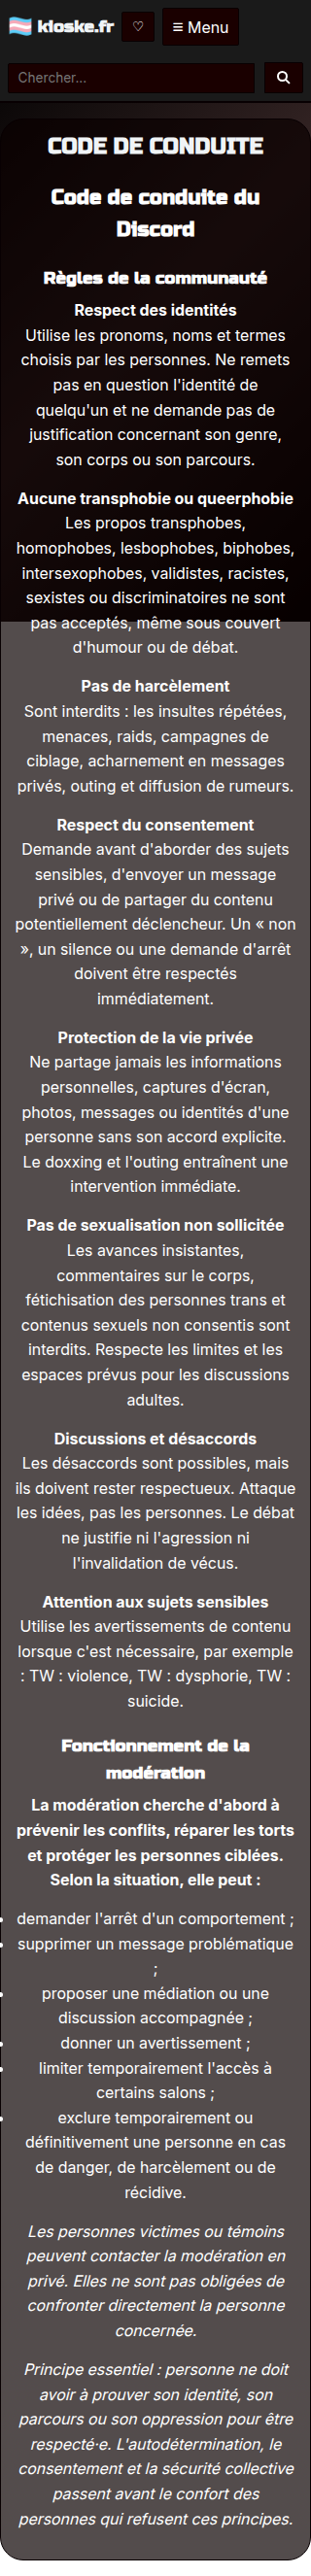 kloske.fr ♡ ≡ Menu
Chercher...
CODE DE CONDUITE
Code de conduite du
Discord
Règles de la communauté
Respect des identités
Utilise les pronoms, noms et termes
choisis par les personnes. Ne remets
pas en question l'identité de
quelqu'un et ne demande pas de
justification concernant son genre,
son corps ou son parcours.
Aucune transphobie ou queerphobie
Les propos transphobes,
homophobes, lesbophobes, biphobes,
intersexophobes, validistes, racistes,
sexistes ou discriminatoires ne sont
pas acceptés, même sous couvert
d'humour ou de débat.
Pas de harcèlement
Sont interdits : les insultes répétées,
menaces, raids, campagnes de
ciblage, acharnement en messages
privés, outing et diffusion de rumeurs.
Respect du consentement
Demande avant d'aborder des sujets
sensibles, d'envoyer un message
privé ou de partager du contenu
potentiellement déclencheur. Un « non
», un silence ou une demande d'arrêt
doivent être respectés
immédiatement.
Protection de la vie privée
Ne partage jamais les informations
personnelles, captures d'écran,
photos, messages ou identités d'une
personne sans son accord explicite.
Le doxxing et l'outing entraînent une
intervention immédiate.
Pas de sexualisation non sollicitée
Les avances insistantes,
commentaires sur le corps,
fétichisation des personnes trans et
contenus sexuels non consentis sont
interdits. Respecte les limites et les
espaces prévus pour les discussions
adultes.
Discussions et désaccords
Les désaccords sont possibles, mais
ils doivent rester respectueux. Attaque
les idées, pas les personnes. Le débat
ne justifie ni l'agression ni
l'invalidation de vécus.
Attention aux sujets sensibles
Utilise les avertissements de contenu
lorsque c'est nécessaire, par exemple
: TW : violence, TW : dysphorie, TW :
suicide.
Fonctionnement de la
modération
La modération cherche d'abord à
prévenir les conflits, réparer les torts
et protéger les personnes ciblées.
Selon la situation, elle peut :
demander l'arrêt d'un comportement ;
supprimer un message problématique
;
proposer une médiation ou une
discussion accompagnée ;
donner un avertissement ;
limiter temporairement l'accès à
certains salons ;
exclure temporairement ou
définitivement une personne en cas
de danger, de harcèlement ou de
récidive.
Les personnes victimes ou témoins
peuvent contacter la modération en
privé. Elles ne sont pas obligées de
confronter directement la personne
concernée.
Principe essentiel : personne ne doit
avoir à prouver son identité, son
parcours ou son oppression pour être
respecté·e. L'autodétermination, le
consentement et la sécurité collective
passent avant le confort des
personnes qui refusent ces principes.